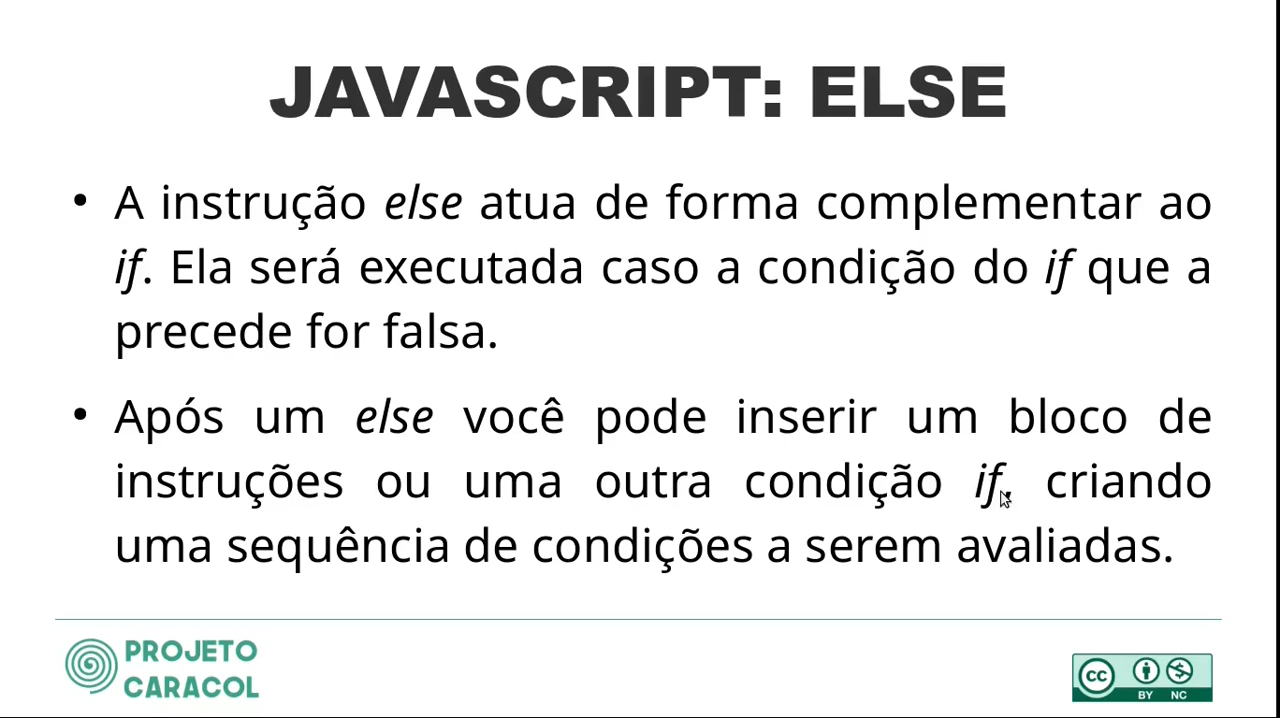 JAVASCRIPT: ELSE
• A instrução else atua de forma complementar ao
if. Ela será executada caso a condição do if que a
precede for falsa.
• Após um else você pode inserir um bloco de
instruções ou uma outra condição if, criando
uma sequência de condições a serem avaliadas.
PROJETO
CARACOL
cc
BY NC